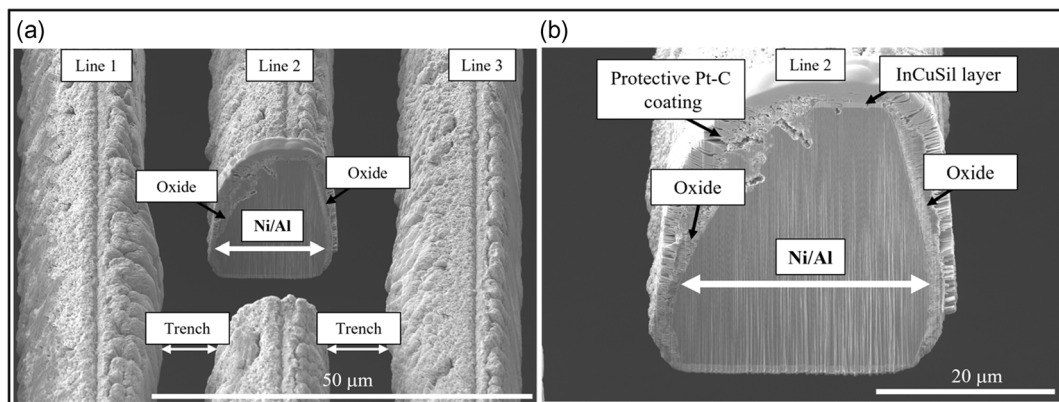 (a)
Line 1
Line 2
Line 3
Oxide
Oxide
Ni/Al
Trench
Trench
50 μm
(b)
Line 2
Protective Pt-C
coating
InCuSil layer
Oxide
Oxide
Ni/Al
20 μm